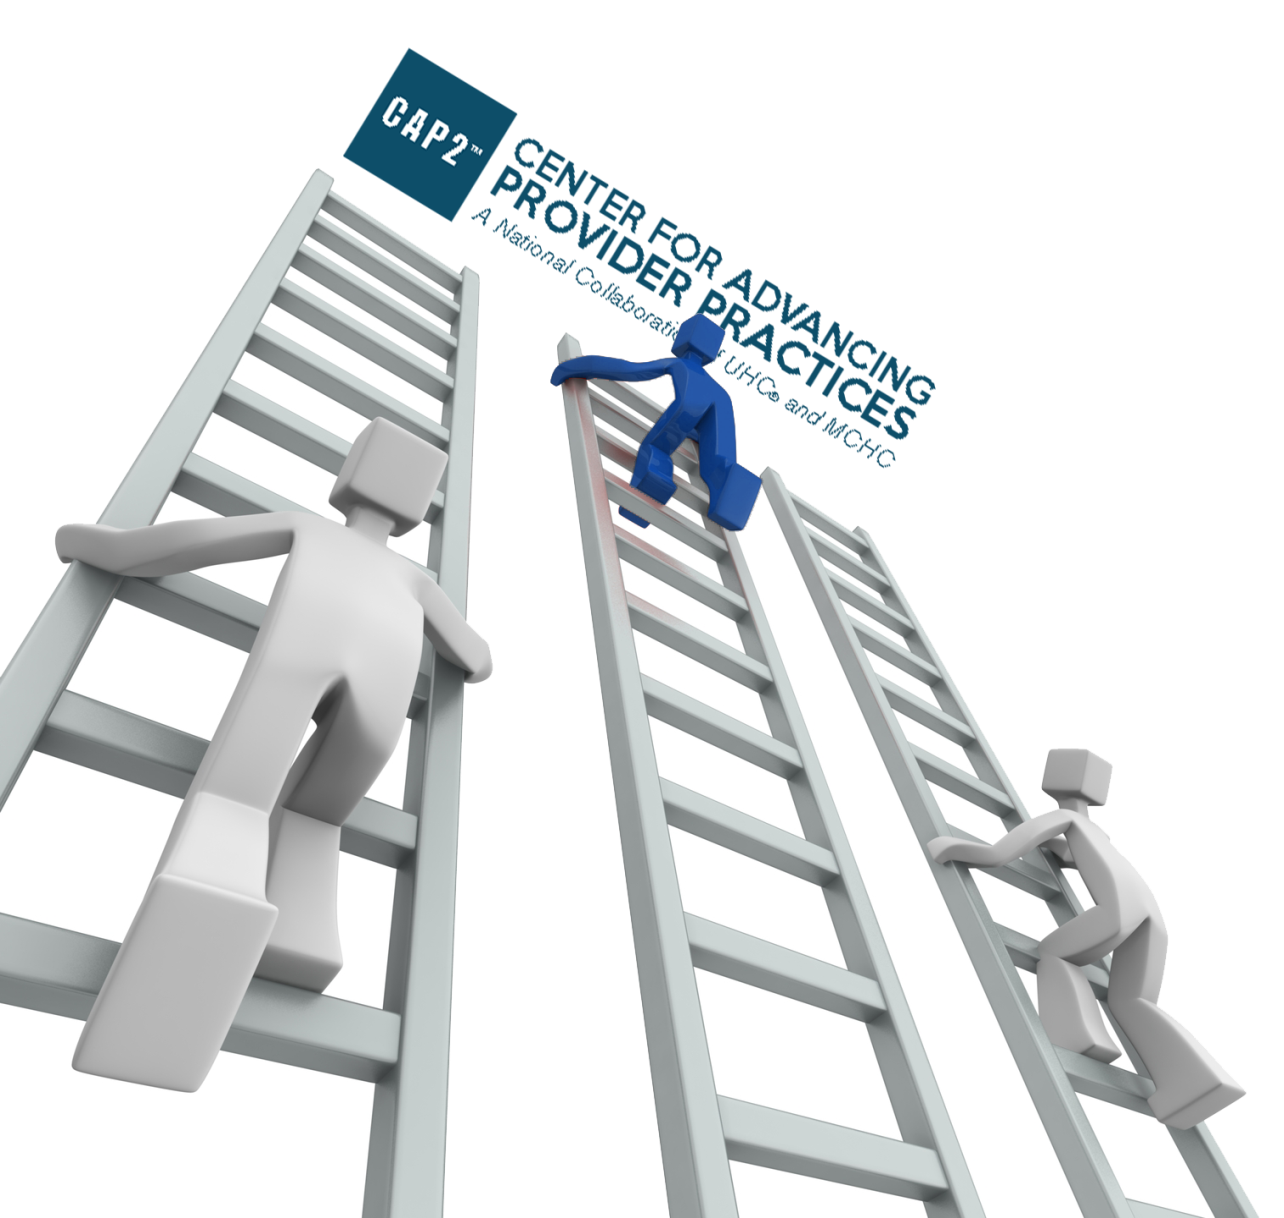 CAP2™
CENTER FOR ADVANCING
PROVIDER PRACTICES
A National Collaborati UHC® and MCHC